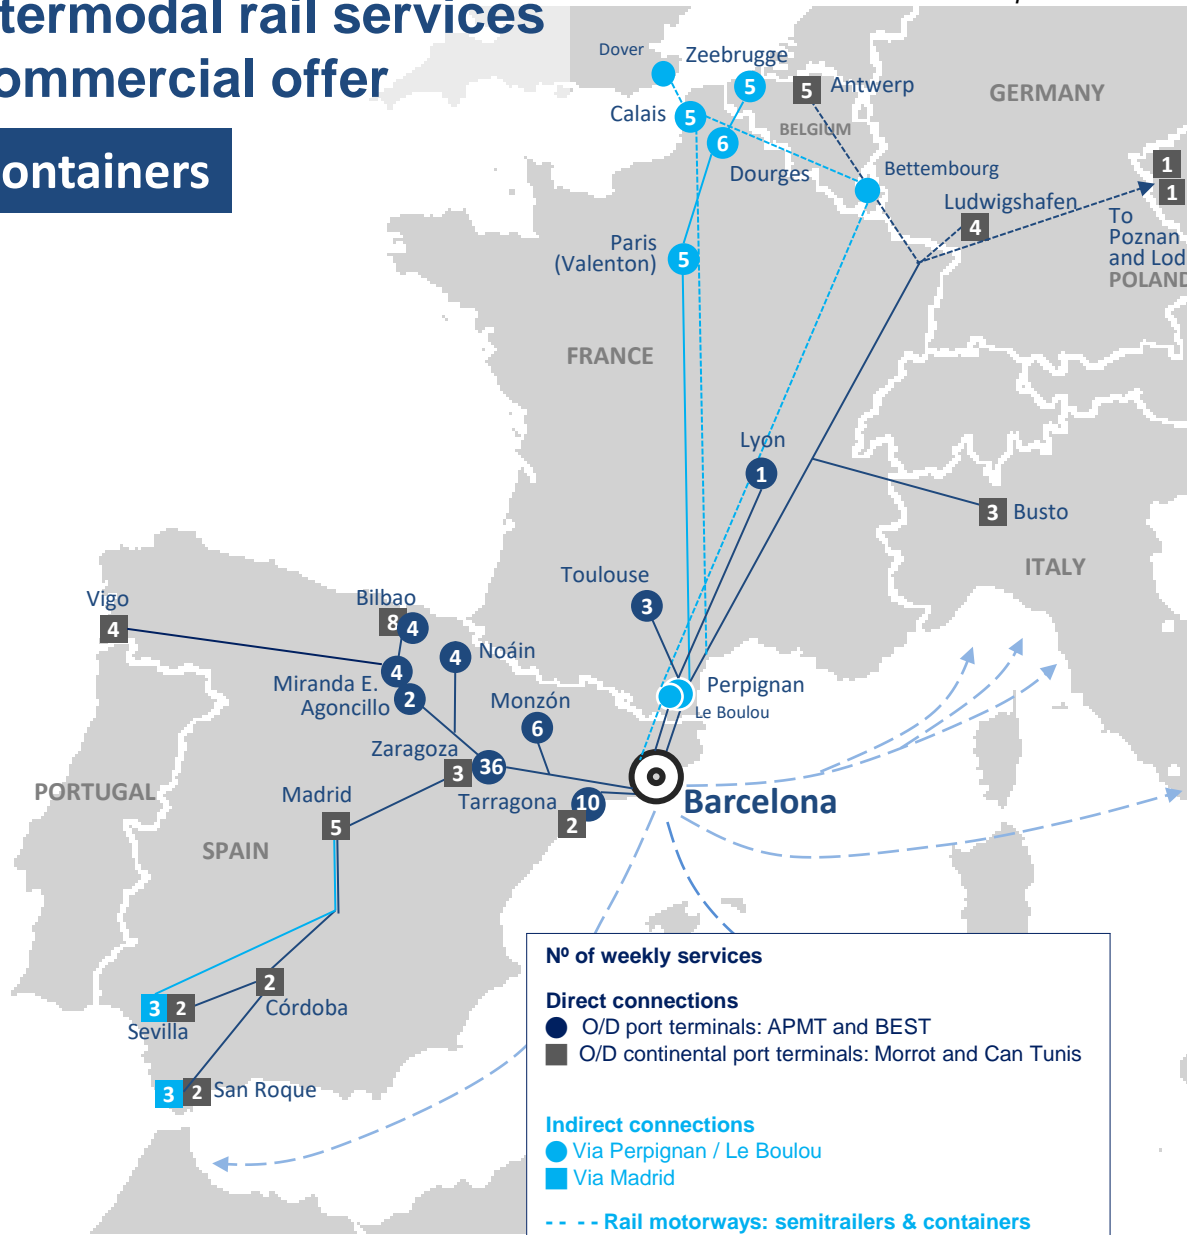 termodal rail services
ommercial offer
ontainers
Dover
Zeebrugge
5
5
Antwerp
GERMANY
Calais
5
BELGIUM
6
Dourges
Bettembourg
1
1
Ludwigshafen
4
To
Poznan
and Lod
POLAND
Paris
(Valenton)
5
FRANCE
Lyon
1
3
Busto
ITALY
Toulouse
3
Vigo
4
Bilbao
8
4
4
Noáin
Miranda E.
4
Agoncillo
2
Monzón
6
Perpignan
Le Boulou
Zaragoza
3
36
Tarragona
10
2
Barcelona
PORTUGAL
Madrid
5
SPAIN
2
Córdoba
3
2
Sevilla
3
2
San Roque
Nº of weekly services
Direct connections
O/D port terminals: APMT and BEST
O/D continental port terminals: Morrot and Can Tunis
Indirect connections
Via Perpignan / Le Boulou
Via Madrid
- - - - Rail motorways: semitrailers & containers